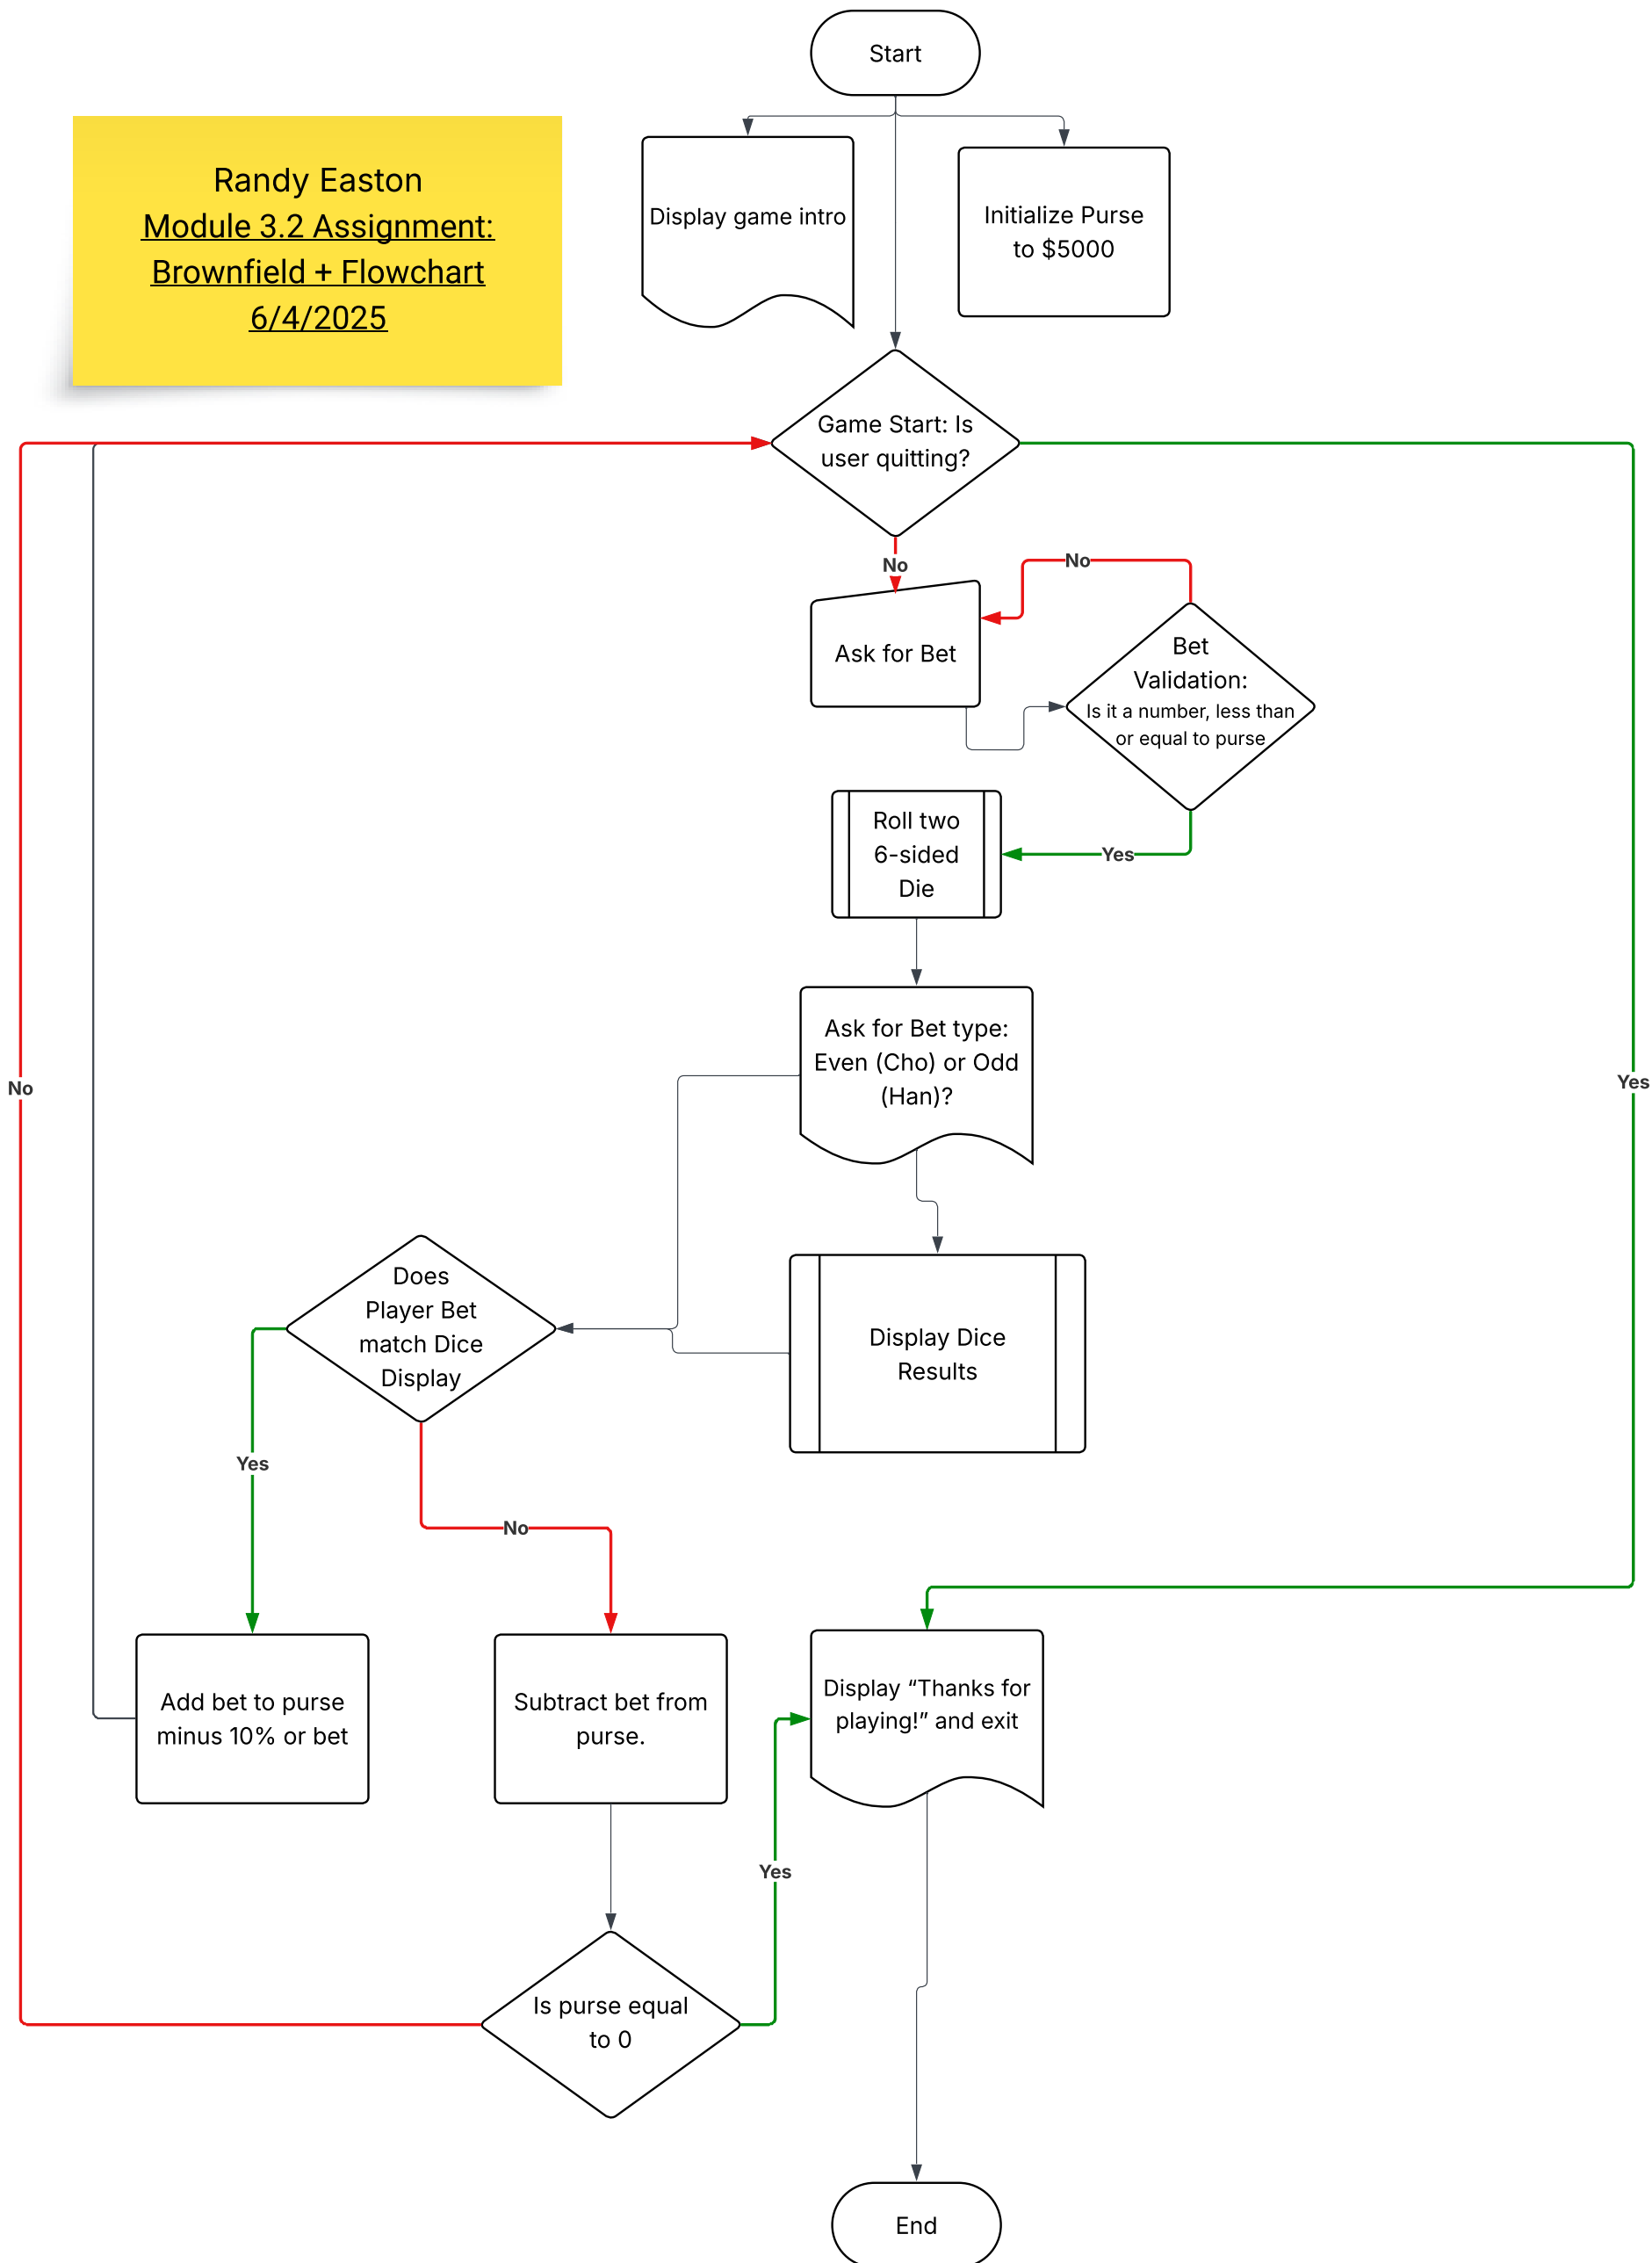 Start
Randy Easton
Module 3.2 Assignment:
Brownfield + Flowchart
6/4/2025
Display game intro
Initialize Purse
to $5000
Game Start: Is
user quitting?
No
No
Ask for Bet
Bet
Validation:
Is it a number, less than
or equal to purse
Roll two
6-sided
Die
Yes
Ask for Bet type:
Even (Cho) or Odd
(Han)?
No
Yes
Does
Player Bet
match Dice
Display
Display Dice
Results
Yes
No
Add bet to purse
minus 10% or bet
Subtract bet from
purse.
Display “Thanks for
playing!” and exit
Yes
Is purse equal
to 0
End